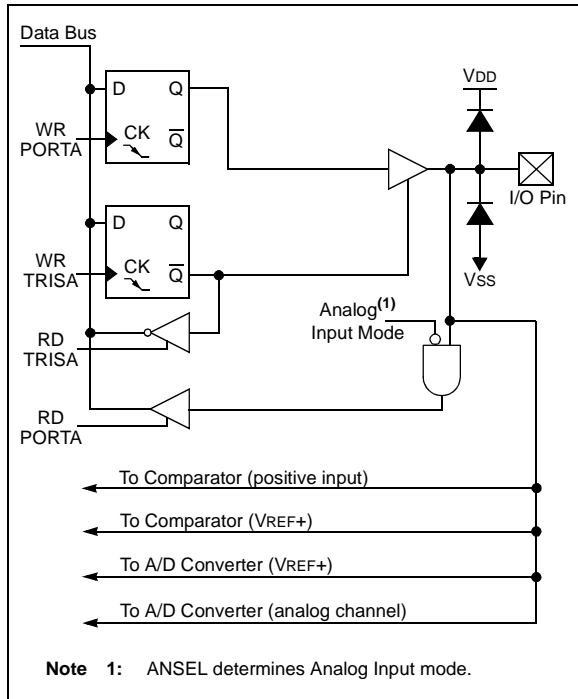 Data Bus
D Q
WR
PORTA
CK
Q
VDD
I/O Pin
VSS
D Q
WR
TRISA
CK
Q
RD
TRISA
Analog(1)
Input Mode
RD
PORTA
To Comparator (positive input)
To Comparator (VREF+)
To A/D Converter (VREF+)
To A/D Converter (analog channel)
Note 1: ANSEL determines Analog Input mode.